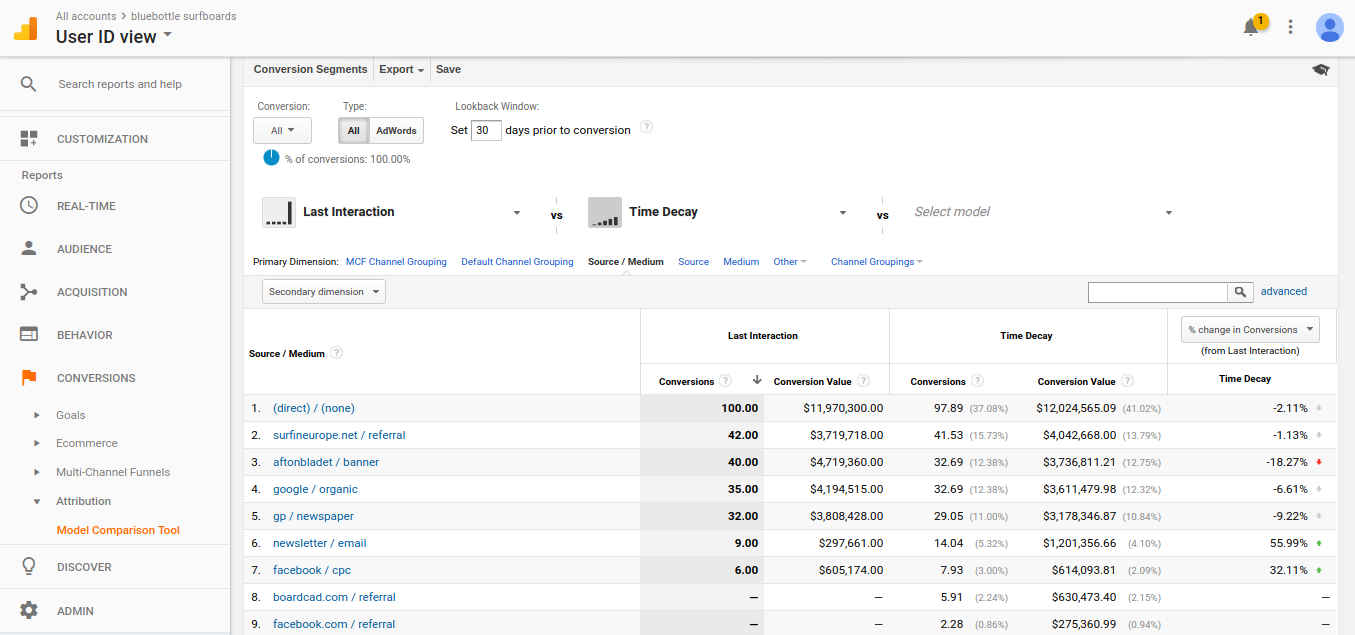 All accounts > bluebottle surfboards
User ID view
1
Search reports and help
CUSTOMIZATION
Reports
REAL-TIME
AUDIENCE
ACQUISITION
BEHAVIOR
CONVERSIONS
Goals
Ecommerce
Multi-Channel Funnels
Attribution
Model Comparison Tool
DISCOVER
ADMIN
Conversion Segments Export Save
Conversion: Type: Lookback Window:
All All AdWords Set 30 days prior to conversion ?
% of conversions: 100.00%
Last Interaction vs Time Decay vs Select model
Primary Dimension: MCF Channel Grouping Default Channel Grouping Source / Medium Source Medium Other Channel Groupings
Secondary dimension advanced
Last Interaction Time Decay % change in Conversions
(from Last Interaction)
Source / Medium ?
Conversions ? Conversion Value ? Conversions ? Conversion Value ? Time Decay
1. (direct) / (none) 100.00 $11,970,300.00 97.89 (37.08%) $12,024,565.09 (41.02%) -2.11%
2. surfineurope.net / referral 42.00 $3,719,718.00 41.53 (15.73%) $4,042,668.00 (13.79%) -1.13%
3. aftonbladet / banner 40.00 $4,719,360.00 32.69 (12.38%) $3,736,811.21 (12.75%) -18.27%
4. google / organic 35.00 $4,194,515.00 32.69 (12.38%) $3,611,479.98 (12.32%) -6.61%
5. gp / newspaper 32.00 $3,808,428.00 29.05 (11.00%) $3,178,346.87 (10.84%) -9.22%
6. newsletter / email 9.00 $297,661.00 14.04 (5.32%) $1,201,356.66 (4.10%) 55.99%
7. facebook / cpc 6.00 $605,174.00 7.93 (3.00%) $614,093.81 (2.09%) 32.11%
8. boardcad.com / referral — — 5.91 (2.24%) $630,473.40 (2.15%) —
9. facebook.com / referral — — 2.28 (0.86%) $275,360.99 (0.94%) —